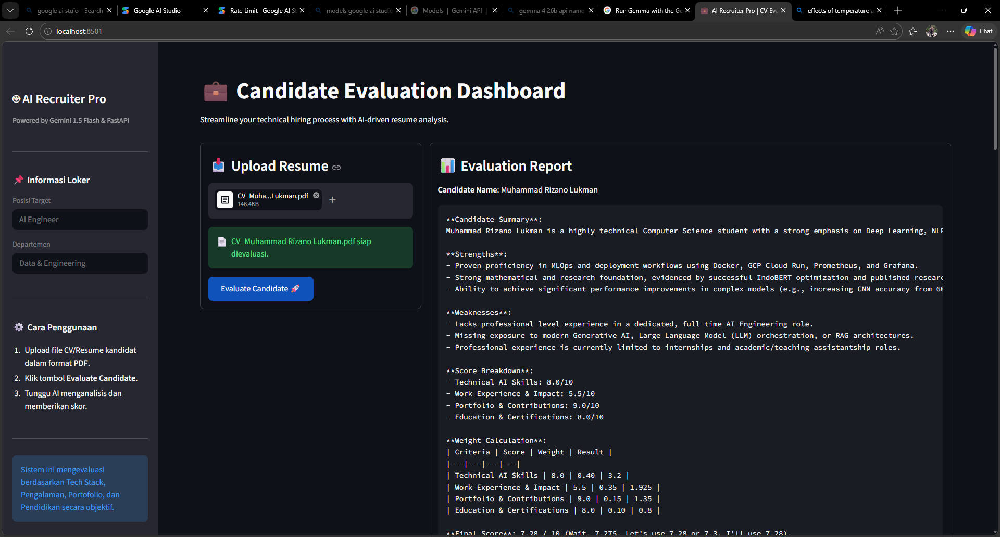 google ai stuio - Search
Google AI Studio
Rate Limit | Google AI St
models google ai studio
Models | Gemini API |
gemma 4 26b api name
Run Gemma with the Ge
AI Recruiter Pro | CV Eva
effects of temperature a
localhost:8501
Chat
AI Recruiter Pro
Powered by Gemini 1.5 Flash & FastAPI
Informasi Loker
Posisi Target
AI Engineer
Departemen
Data & Engineering
Cara Penggunaan
1. Upload file CV/Resume kandidat
dalam format PDF.
2. Klik tombol Evaluate Candidate.
3. Tunggu AI menganalisis dan
memberikan skor.
Sistem ini mengevaluasi
berdasarkan Tech Stack,
Pengalaman, Portofolio, dan
Pendidikan secara objektif.
Candidate Evaluation Dashboard
Streamline your technical hiring process with AI-driven resume analysis.
Upload Resume
CV_Muha...Lukman.pdf
146.4KB
CV_Muhammad Rizano Lukman.pdf siap
dievaluasi.
Evaluate Candidate 🚀
Evaluation Report
Candidate Name: Muhammad Rizano Lukman
**Candidate Summary**:
Muhammad Rizano Lukman is a highly technical Computer Science student with a strong emphasis on Deep Learning, NLP
**Strengths**:
- Proven proficiency in MLOps and deployment workflows using Docker, GCP Cloud Run, Prometheus, and Grafana.
- Strong mathematical and research foundation, evidenced by successful IndoBERT optimization and published researc
- Ability to achieve significant performance improvements in complex models (e.g., increasing CNN accuracy from 60
**Weaknesses**:
- Lacks professional-level experience in a dedicated, full-time AI Engineering role.
- Missing exposure to modern Generative AI, Large Language Model (LLM) orchestration, or RAG architectures.
- Professional experience is currently limited to internships and academic/teaching assistantship roles.
**Score Breakdown**:
- Technical AI Skills: 8.0/10
- Work Experience & Impact: 5.5/10
- Portfolio & Contributions: 9.0/10
- Education & Certifications: 8.0/10
**Weight Calculation**:
| Criteria | Score | Weight | Result |
|---|---|---|---|
| Technical AI Skills | 8.0 | 0.40 | 3.2 |
| Work Experience & Impact | 5.5 | 0.35 | 1.925 |
| Portfolio & Contributions | 9.0 | 0.15 | 1.35 |
| Education & Certifications | 8.0 | 0.10 | 0.8 |
**Final Score**: 7.28 / 10 (Wait, 7.275. Let's use 7.28 or 7.3. I'll use 7.28).